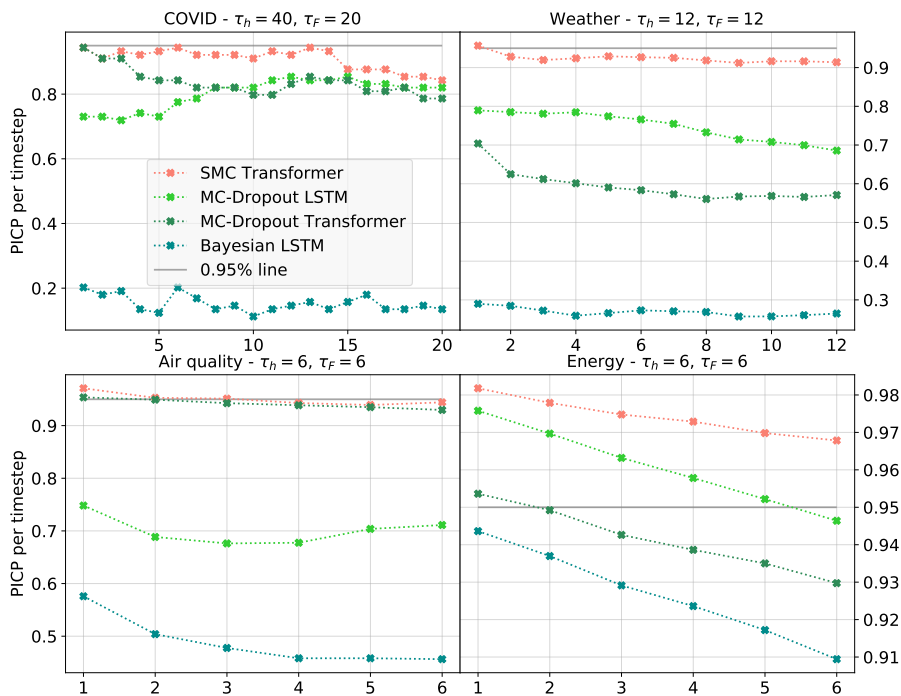 COVID - τh = 40, τF = 20
Weather - τh = 12, τF = 12
PICP per timestep
0.8
0.6
0.4
0.2
SMC Transformer
MC-Dropout LSTM
MC-Dropout Transformer
Bayesian LSTM
0.95% line
0.9
0.8
0.7
0.6
0.5
0.4
0.3
5 10 15 20
2 4 6 8 10 12
Air quality - τh = 6, τF = 6
Energy - τh = 6, τF = 6
PICP per timestep
0.9
0.8
0.7
0.6
0.5
0.98
0.97
0.96
0.95
0.94
0.93
0.92
0.91
1 2 3 4 5 6
1 2 3 4 5 6